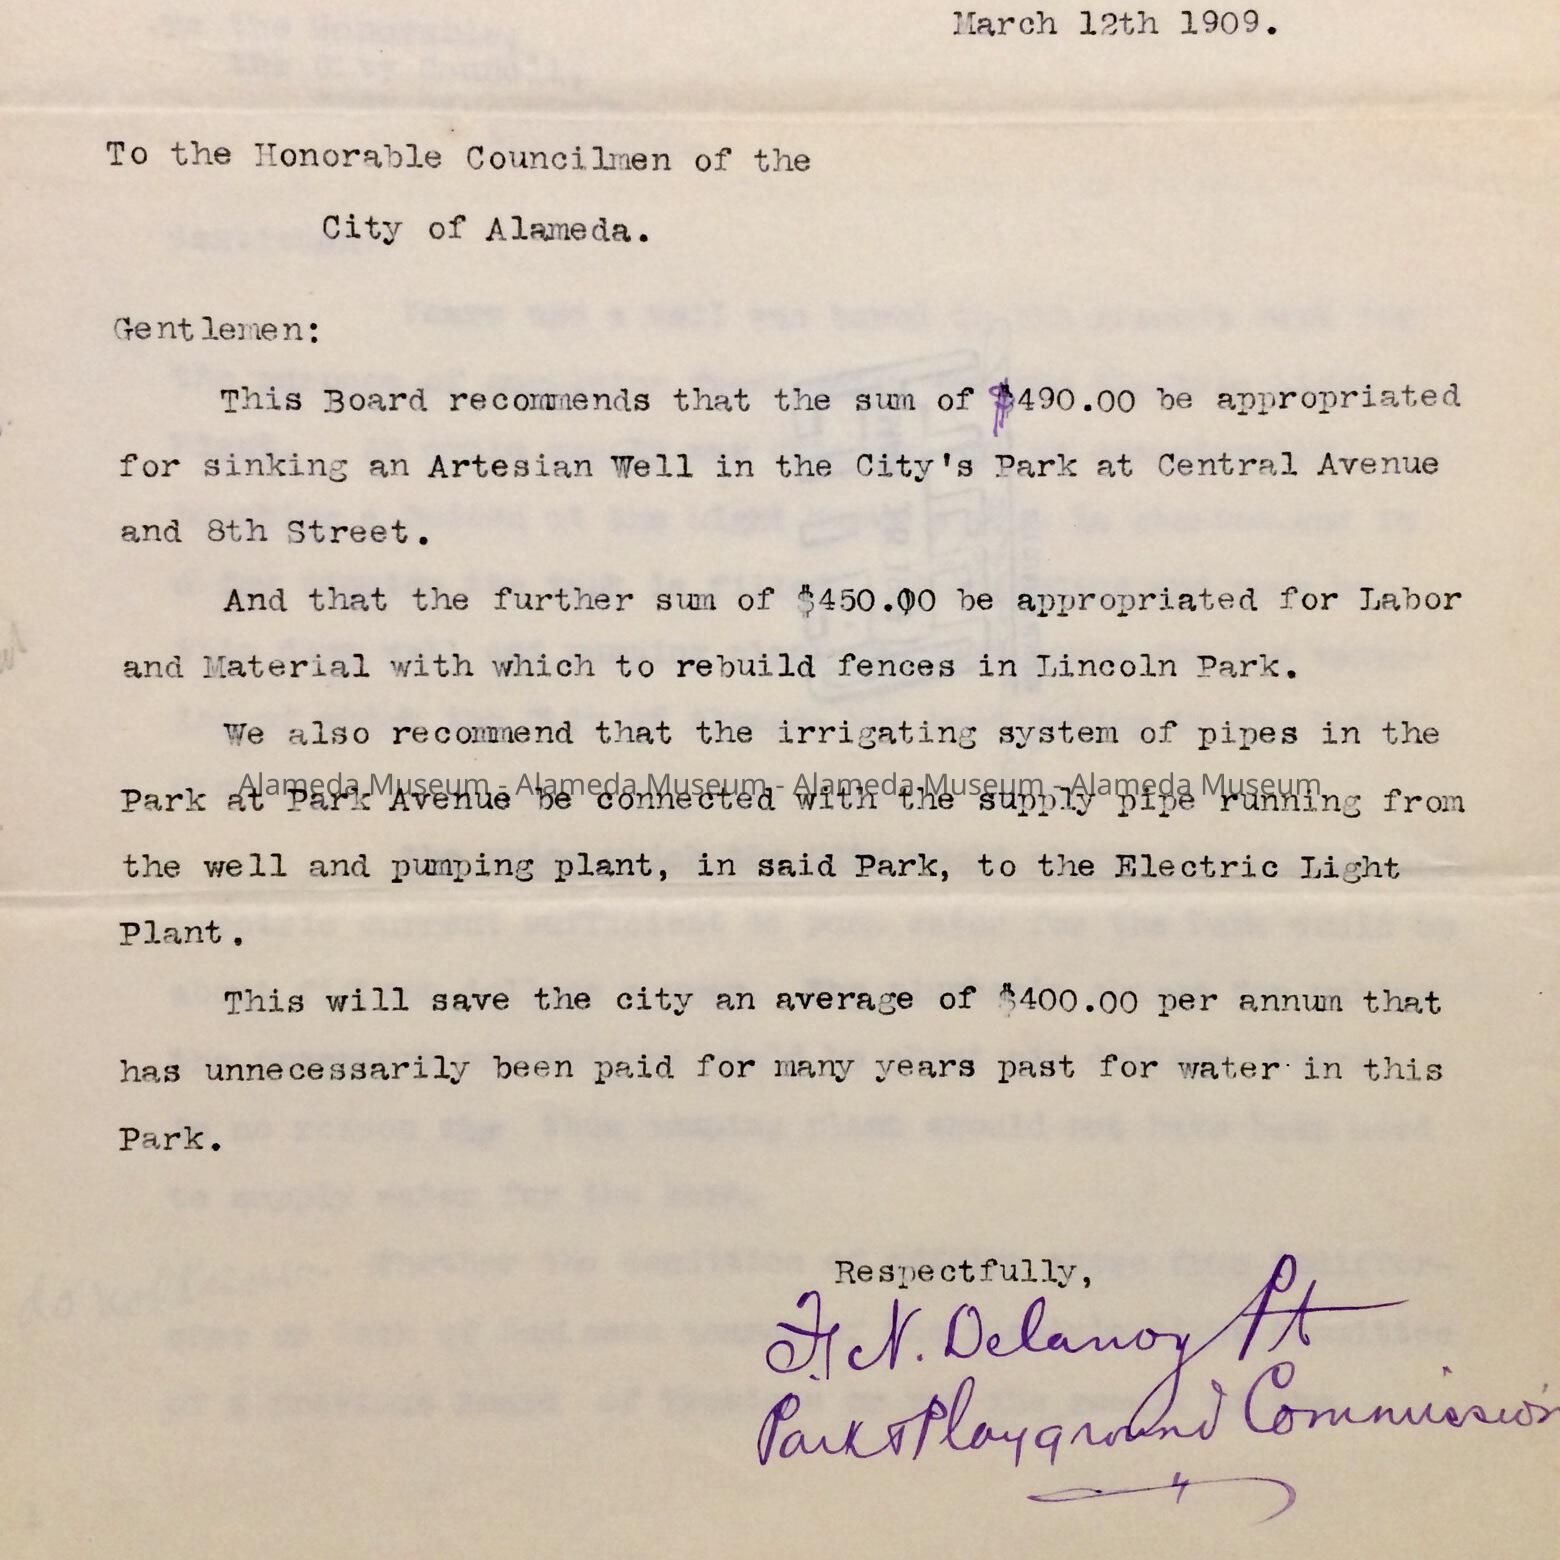 March 12th 1909.
To the Honorable Councilmen of the
City of Alameda.
Gentlemen:
This Board recommends that the sum of $490.00 be appropriated
for sinking an Artesian Well in the City's Park at Central Avenue
and 8th Street.
And that the further sum of $450.00 be appropriated for Labor
and Material with which to rebuild fences in Lincoln Park.
We also recommend that the irrigating system of pipes in the
Alameda Museum - Alameda Museum - Alameda Museum - Alameda Museum
Park at Park Avenue be connected with the supply pipe running from
the well and pumping plant, in said Park, to the Electric Light
Plant.
This will save the city an average of $400.00 per annum that
has unnecessarily been paid for many years past for water in this
Park.
Respectfully,
N. Delanoy Pt
Park & Playground Commission